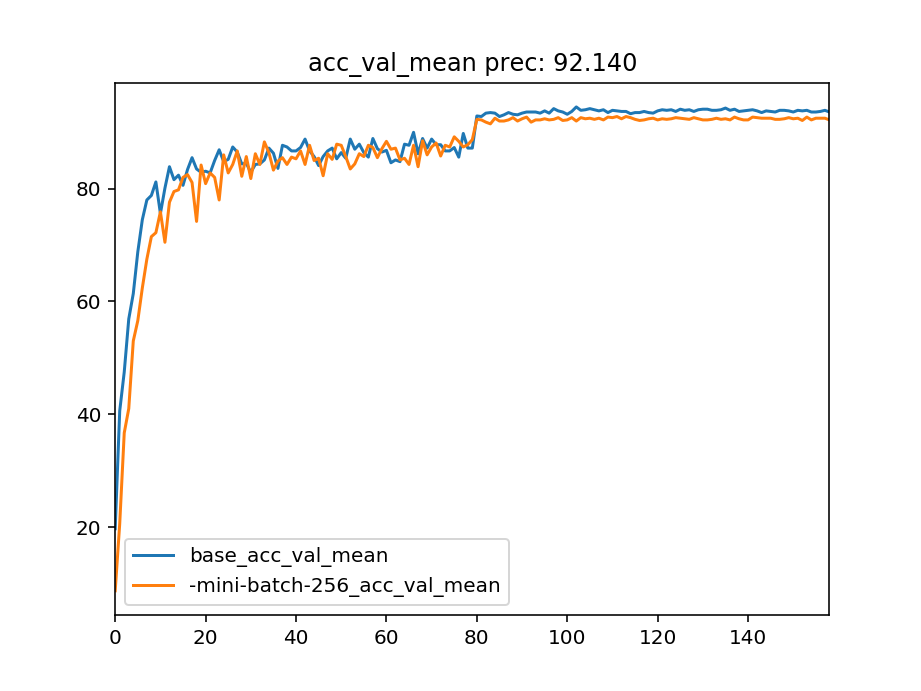 acc_val_mean prec: 92.140
80
60
40
20
base_acc_val_mean
-mini-batch-256_acc_val_mean
0 20 40 60 80 100 120 140